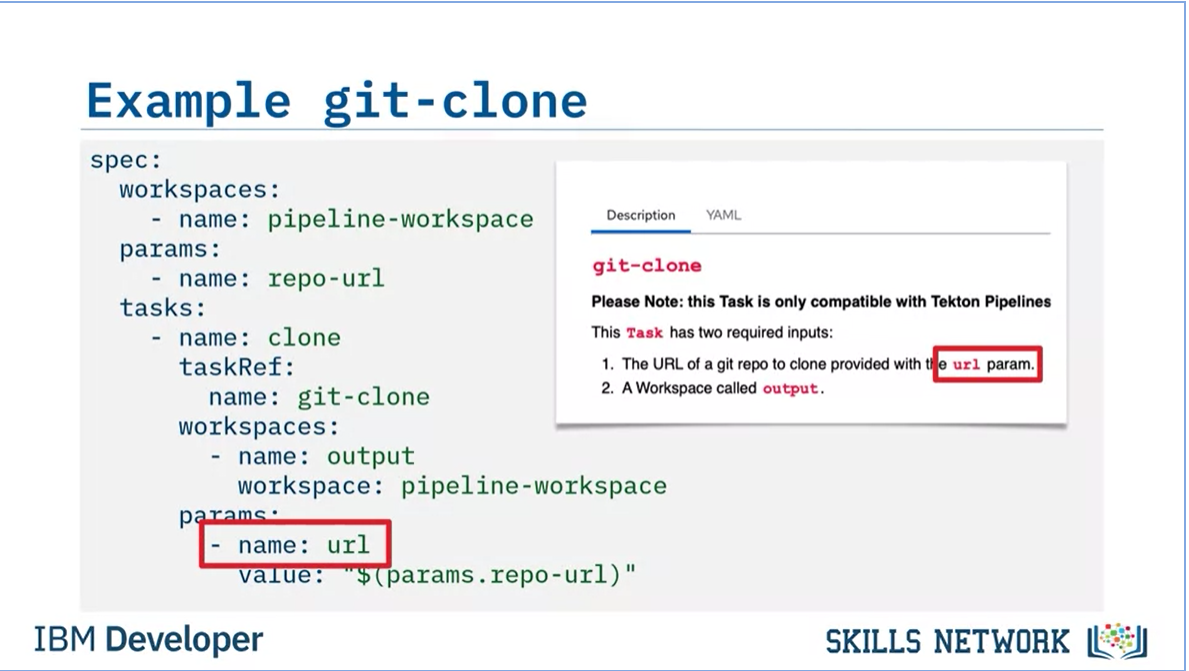 Example git-clone
spec:
  workspaces:
    - name: pipeline-workspace
  params:
    - name: repo-url
  tasks:
    - name: clone
      taskRef:
        name: git-clone
      workspaces:
        - name: output
          workspace: pipeline-workspace
      params:
        - name: url
          value: "$(params.repo-url)"
Description YAML
git-clone
Please Note: this Task is only compatible with Tekton Pipelines
This Task has two required inputs:
1. The URL of a git repo to clone provided with the url param.
2. A Workspace called output.
IBM Developer
SKILLS NETWORK